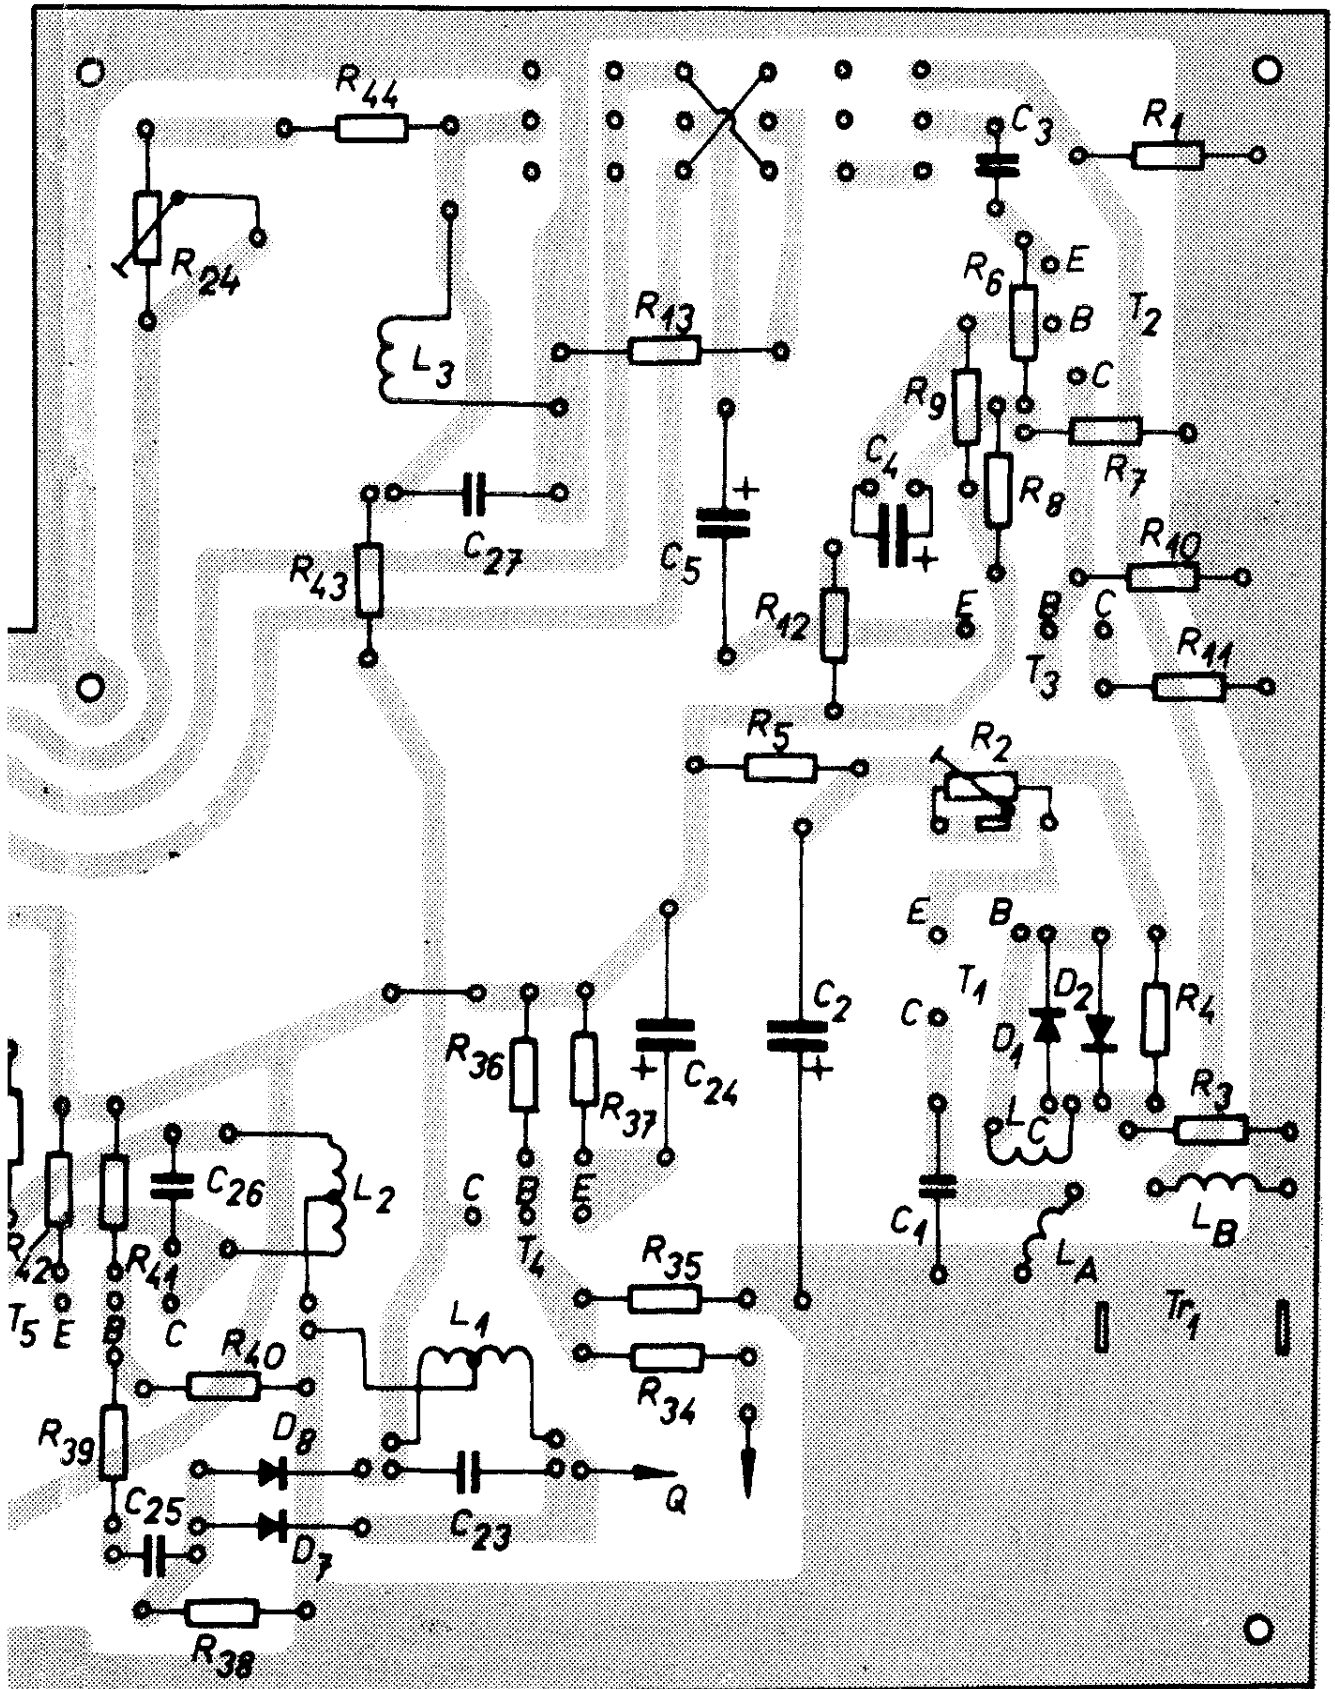 R44
C3
R1
R24
R6
E
R13
B
T2
L3
R9
C
C4
R7
R8
+
C27
C5
+
R10
R43
R12
E
B
C
R11
T3
R5
R2
E
B
T1
D2
C2
C
R4
D1
R36
+
C24
+
R37
LC
R3
C26
L2
C
B
E
C1
LB
R42
R41
T4
R35
LA
T5
E
B
C
L1
Tr1
R40
R34
R39
D8
C25
Q
C23
D7
R38